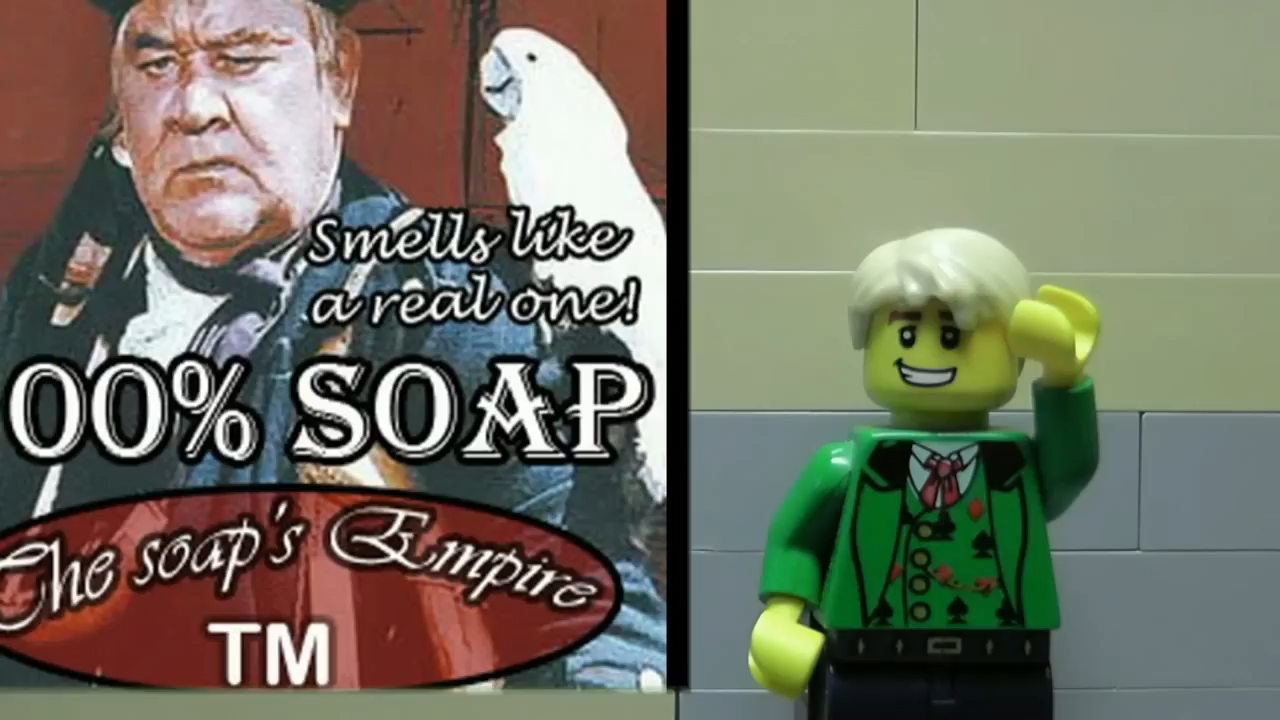 Smells like
a real one!
00% SOAP
The soap's Empire
TM